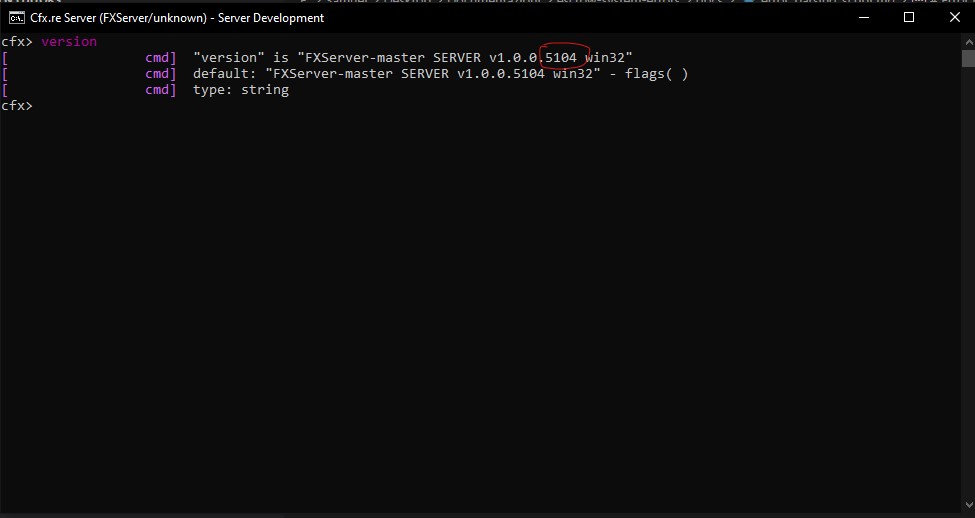 Cfx.re Server (FXServer/unknown) - Server Development
cfx> version
[                 cmd]  "version" is "FXServer-master SERVER v1.0.0.5104 win32"
[                 cmd]  default: "FXServer-master SERVER v1.0.0.5104 win32" - flags( )
[                 cmd]  type: string
cfx>